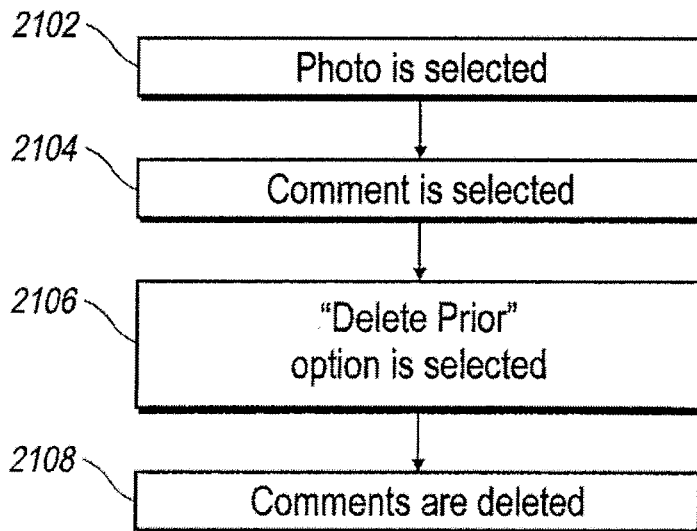 2102
Photo is selected
2104
Comment is selected
2106
“Delete Prior”
option is selected
2108
Comments are deleted